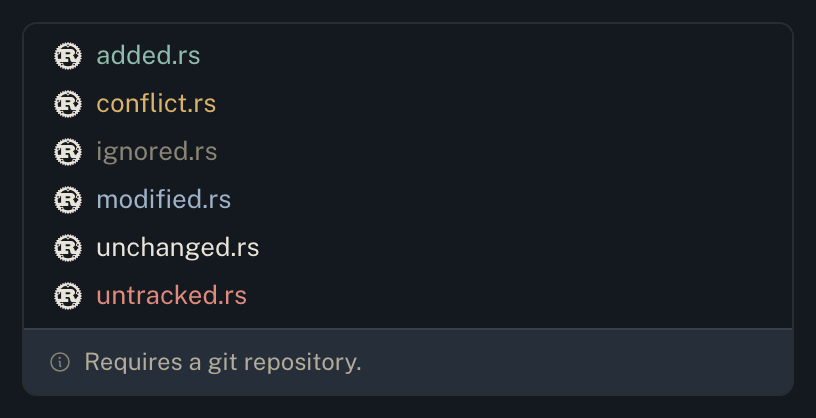 added.rs
conflict.rs
ignored.rs
modified.rs
unchanged.rs
untracked.rs
Requires a git repository.